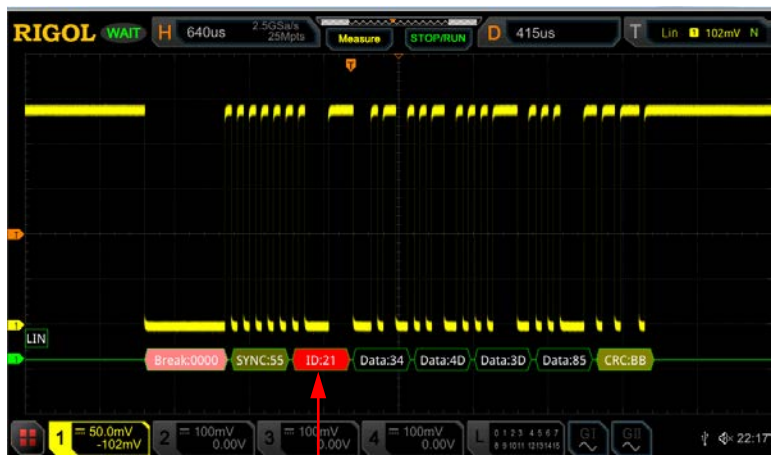 RIGOL WAIT H 640us 2.5GSa/s 25Mpts Measure STOP/RUN D 415us T Lin 1 102mV N
T
T
1
LIN
1 Break:0000 SYNC:55 ID:21 Data:34 Data:4D Data:3D Data:85 CRC:BB
1 50.0mV -102mV 2 100mV 0.00V 3 100mV 0.00V 4 100mV 0.00V L 0 1 2 3 4 5 6 7 8 9 10 11 12 13 14 15 GI GII 22:17